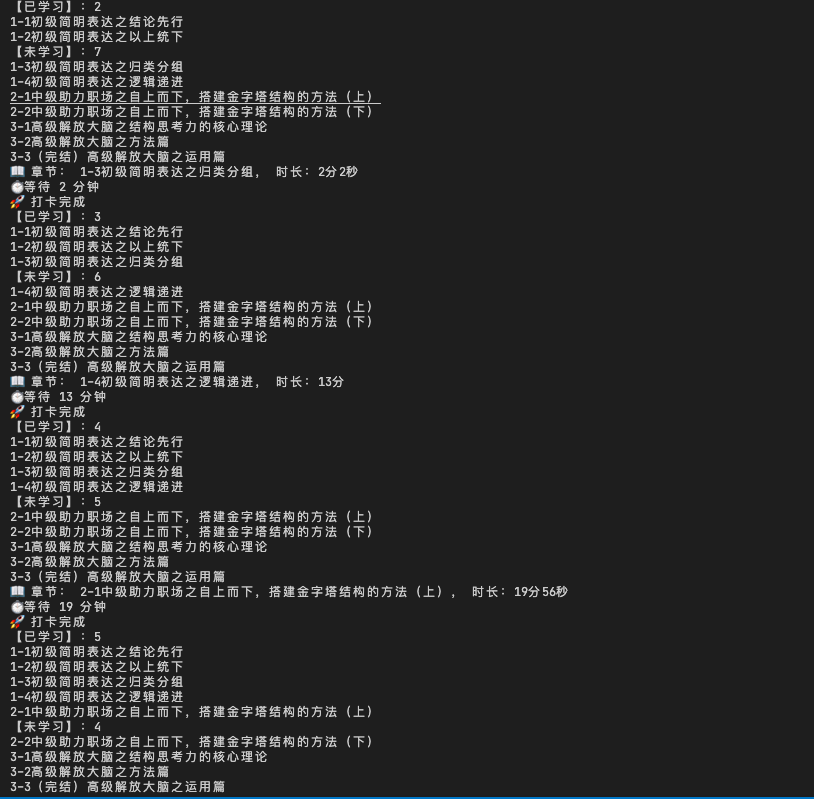 【已学习】: 2
1-1初级简明表达之结论先行
1-2初级简明表达之以上统下
【未学习】: 7
1-3初级简明表达之归类分组
1-4初级简明表达之逻辑递进
2-1中级助力职场之自上而下, 搭建金字塔结构的方法 (上)
2-2中级助力职场之自上而下, 搭建金字塔结构的方法 (下)
3-1高级解放大脑之结构思考力的核心理论
3-2高级解放大脑之方法篇
3-3 (完结) 高级解放大脑之运用篇
📖 章节: 1-3初级简明表达之归类分组, 时长: 2分2秒
⏱等待 2 分钟
🚀 打卡完成
【已学习】: 3
1-1初级简明表达之结论先行
1-2初级简明表达之以上统下
1-3初级简明表达之归类分组
【未学习】: 6
1-4初级简明表达之逻辑递进
2-1中级助力职场之自上而下, 搭建金字塔结构的方法 (上)
2-2中级助力职场之自上而下, 搭建金字塔结构的方法 (下)
3-1高级解放大脑之结构思考力的核心理论
3-2高级解放大脑之方法篇
3-3 (完结) 高级解放大脑之运用篇
📖 章节: 1-4初级简明表达之逻辑递进, 时长: 13分
⏱等待 13 分钟
🚀 打卡完成
【已学习】: 4
1-1初级简明表达之结论先行
1-2初级简明表达之以上统下
1-3初级简明表达之归类分组
1-4初级简明表达之逻辑递进
【未学习】: 5
2-1中级助力职场之自上而下, 搭建金字塔结构的方法 (上)
2-2中级助力职场之自上而下, 搭建金字塔结构的方法 (下)
3-1高级解放大脑之结构思考力的核心理论
3-2高级解放大脑之方法篇
3-3 (完结) 高级解放大脑之运用篇
📖 章节: 2-1中级助力职场之自上而下, 搭建金字塔结构的方法 (上) , 时长: 19分56秒
⏱等待 19 分钟
🚀 打卡完成
【已学习】: 5
1-1初级简明表达之结论先行
1-2初级简明表达之以上统下
1-3初级简明表达之归类分组
1-4初级简明表达之逻辑递进
2-1中级助力职场之自上而下, 搭建金字塔结构的方法 (上)
【未学习】: 4
2-2中级助力职场之自上而下, 搭建金字塔结构的方法 (下)
3-1高级解放大脑之结构思考力的核心理论
3-2高级解放大脑之方法篇
3-3 (完结) 高级解放大脑之运用篇